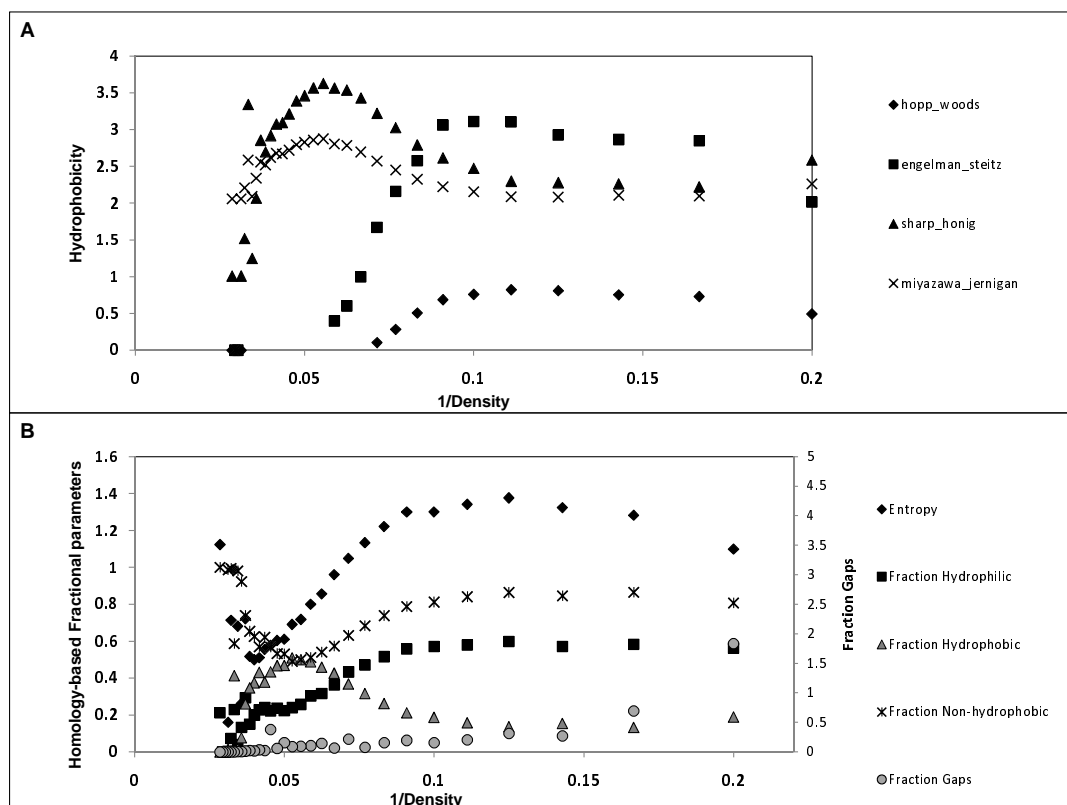 A
4
3.5
3
2.5
2
1.5
1
0.5
0
Hydrophobicity
0 0.05 0.1 0.15 0.2
1/Density
hopp_woods
engelman_steitz
sharp_honig
miyazawa_jernigan
B
1.6
1.4
1.2
1
0.8
0.6
0.4
0.2
0
Homology-based Fractional parameters
5
4.5
4
3.5
3
2.5
2
1.5
1
0.5
0
Fraction Gaps
0 0.05 0.1 0.15 0.2
1/Density
Entropy
Fraction Hydrophilic
Fraction Hydrophobic
Fraction Non-hydrophobic
Fraction Gaps